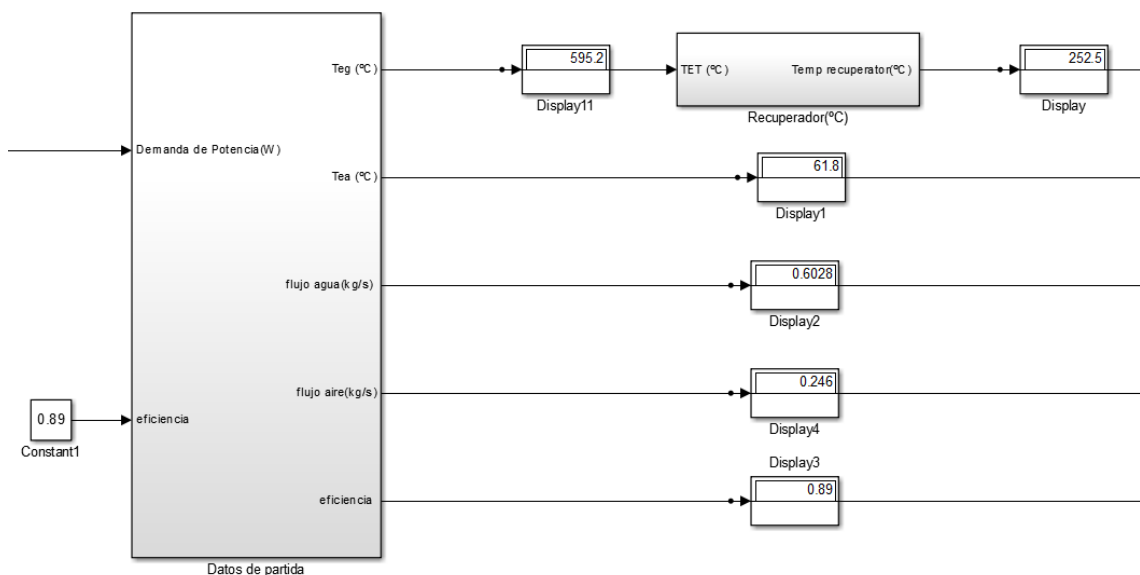 Teg (ºC)
595.2
Display11
TET (ºC)
Temp recuperator(ºC)
Recuperador(ºC)
252.5
Display
Demanda de Potencia(W)
Tea (ºC)
61.8
Display1
flujo agua(kg/s)
0.6028
Display2
flujo aire(kg/s)
0.246
Display4
0.89
Constant1
eficiencia
Display3
eficiencia
0.89
Datos de partida